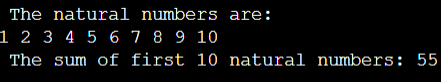 The natural numbers are:
1 2 3 4 5 6 7 8 9 10
The sum of first 10 natural numbers: 55